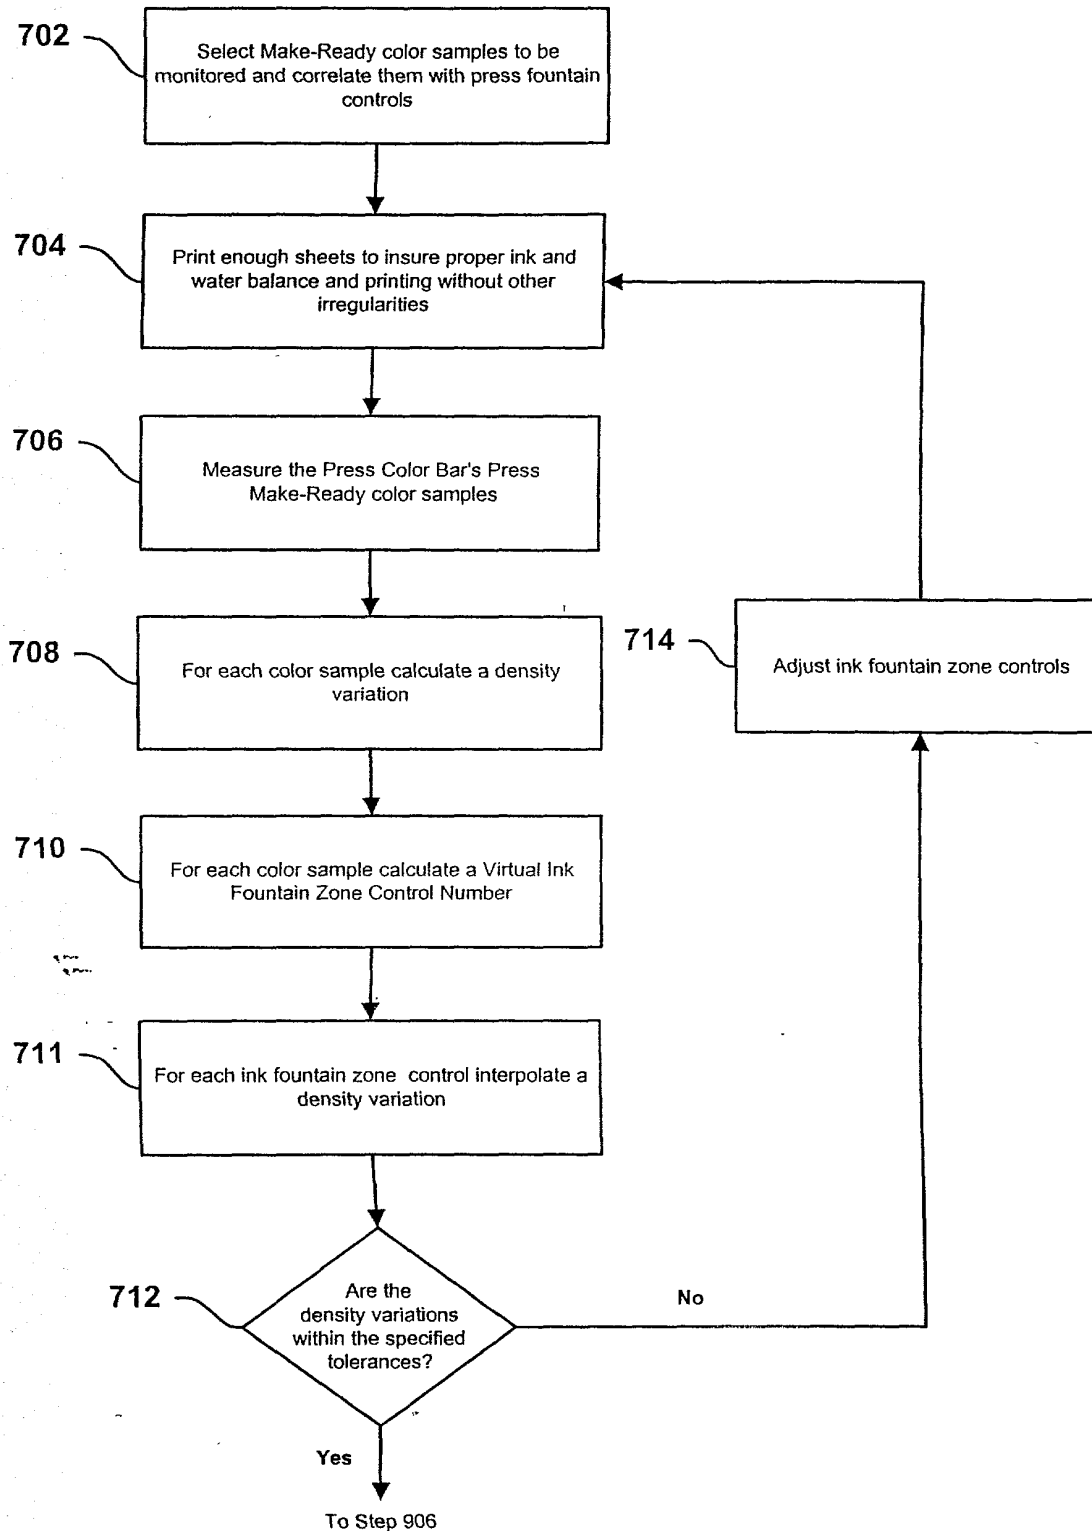 702
Select Make-Ready color samples to be
monitored and correlate them with press fountain
controls
704
Print enough sheets to insure proper ink and
water balance and printing without other
irregularities
706
Measure the Press Color Bar's Press
Make-Ready color samples
708
For each color sample calculate a density
variation
714
Adjust ink fountain zone controls
710
For each color sample calculate a Virtual Ink
Fountain Zone Control Number
711
For each ink fountain zone control interpolate a
density variation
712
Are the
density variations
within the specified
tolerances?
No
Yes
To Step 906